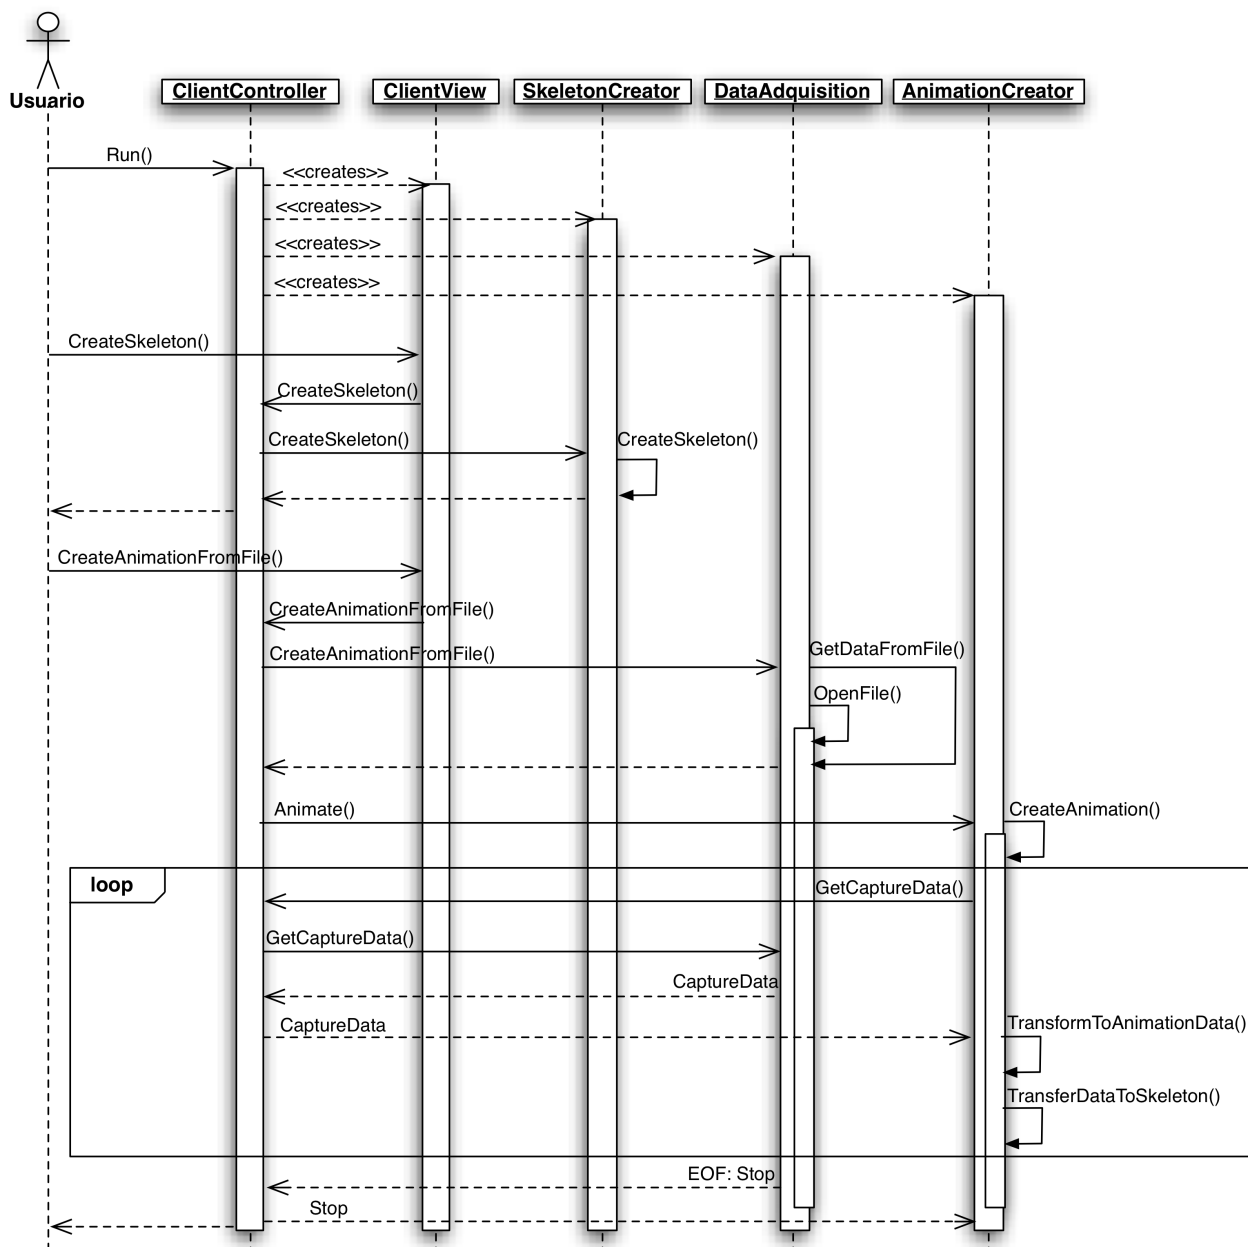 Usuario
ClientController
ClientView
SkeletonCreator
DataAdquisition
AnimationCreator
Run()
<<creates>>
<<creates>>
<<creates>>
<<creates>>
CreateSkeleton()
CreateSkeleton()
CreateSkeleton()
CreateSkeleton()
CreateAnimationFromFile()
CreateAnimationFromFile()
CreateAnimationFromFile()
GetDataFromFile()
OpenFile()
Animate()
CreateAnimation()
loop
GetCaptureData()
GetCaptureData()
CaptureData
CaptureData
TransformToAnimationData()
TransferDataToSkeleton()
EOF: Stop
Stop